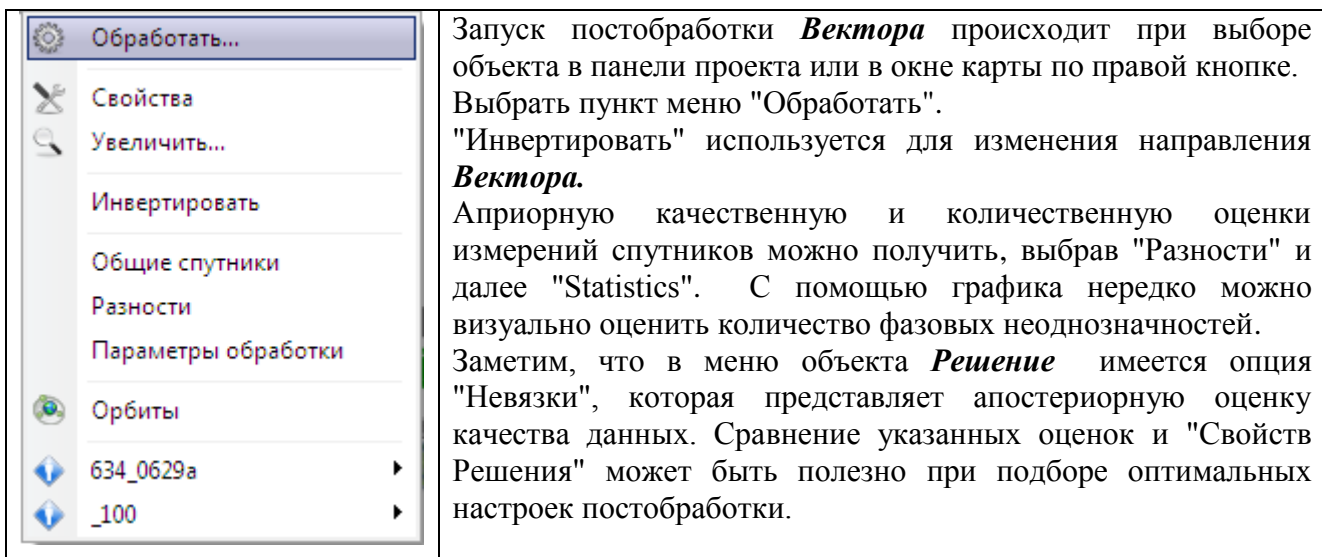 Обработать...
Свойства
Увеличить...
Инвертировать
Общие спутники
Разности
Параметры обработки
Орбиты
634_0629a
_100
Запуск постобработки Вектора происходит при выборе
объекта в панели проекта или в окне карты по правой кнопке.
Выбрать пункт меню "Обработать".
"Инвертировать" используется для изменения направления
Вектора.
Априорную качественную и количественную оценки
измерений спутников можно получить, выбрав "Разности" и
далее "Statistics". С помощью графика нередко можно
визуально оценить количество фазовых неоднозначностей.
Заметим, что в меню объекта Решение имеется опция
"Невязки", которая представляет апостериорную оценку
качества данных. Сравнение указанных оценок и "Свойств
Решения" может быть полезно при подборе оптимальных
настроек постобработки.